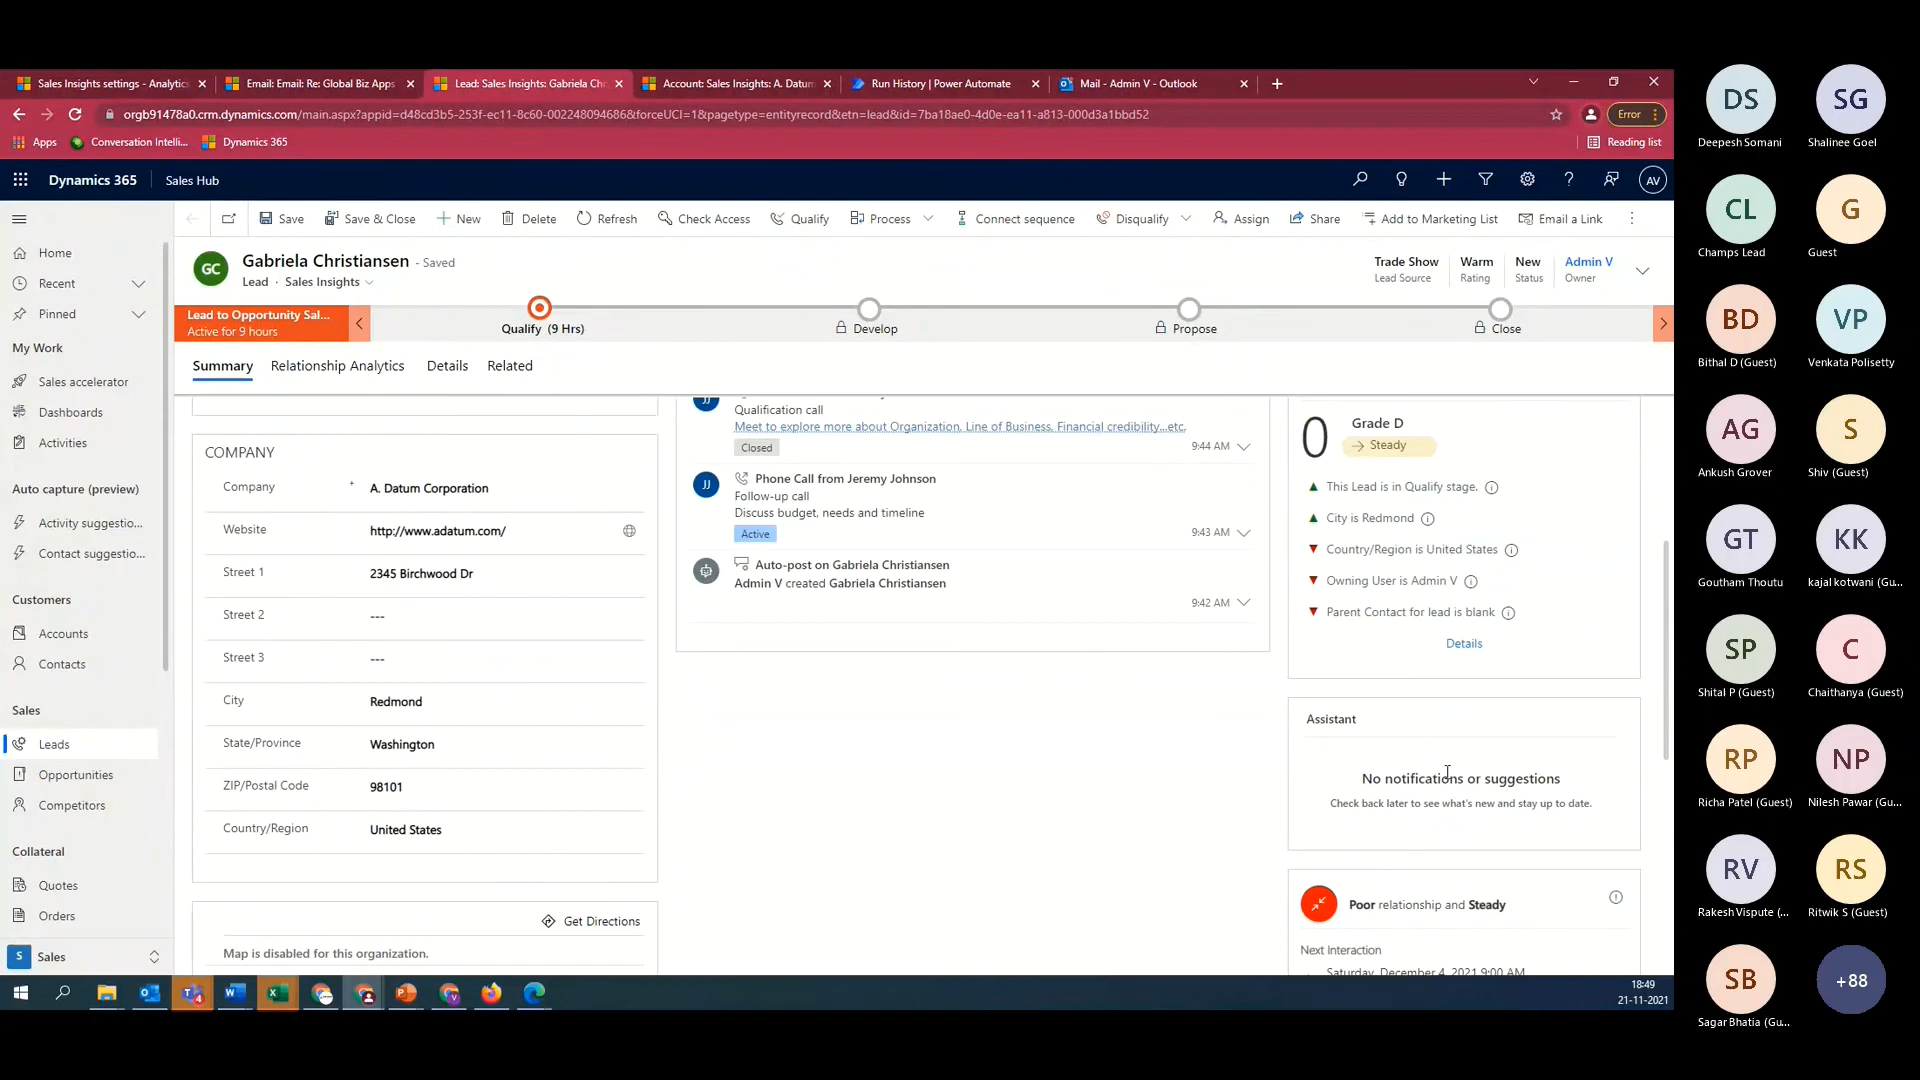 Sales Insights settings - Analytics
Email: Email: Re: Global Biz Apps
Lead: Sales Insights: Gabriela Chr
Account: Sales Insights: A. Datum
Run History | Power Automate
Mail - Admin V - Outlook
orgb91478a0.crm.dynamics.com/main.aspx?appid=d48cd3b5-253f-ec11-8c60-002248094686&forceUCI=1&pagetype=entityrecord&etn=lead&id=7ba18ae0-4d0e-ea11-a813-000d3a1bbd52
Error
Apps
Conversation Intelli...
Dynamics 365
Reading list
Dynamics 365
Sales Hub
AV
Save
Save & Close
New
Delete
Refresh
Check Access
Qualify
Process
Connect sequence
Disqualify
Assign
Share
Add to Marketing List
Email a Link
Home
Recent
Pinned
My Work
Sales accelerator
Dashboards
Activities
Auto capture (preview)
Activity suggestio...
Contact suggestio...
Customers
Accounts
Contacts
Sales
Leads
Opportunities
Competitors
Collateral
Quotes
Orders
S
Sales
GC
Gabriela Christiansen - Saved
Lead · Sales Insights
Trade Show
Lead Source
Warm
Rating
New
Status
Admin V
Owner
Lead to Opportunity Sal...
Active for 9 hours
Qualify (9 Hrs)
Develop
Propose
Close
Summary
Relationship Analytics
Details
Related
COMPANY
Company
*
A. Datum Corporation
Website
http://www.adatum.com/
Street 1
2345 Birchwood Dr
Street 2
---
Street 3
---
City
Redmond
State/Province
Washington
ZIP/Postal Code
98101
Country/Region
United States
Get Directions
Map is disabled for this organization.
JJ
Qualification call
Meet to explore more about Organization, Line of Business, Financial credibility...etc.
Closed
9:44 AM
JJ
Phone Call from Jeremy Johnson
Follow-up call
Discuss budget, needs and timeline
Active
9:43 AM
Auto-post on Gabriela Christiansen
Admin V created Gabriela Christiansen
9:42 AM
0
Grade D
Steady
This Lead is in Qualify stage.
City is Redmond
Country/Region is United States
Owning User is Admin V
Parent Contact for lead is blank
Details
Assistant
No notifications or suggestions
Check back later to see what's new and stay up to date.
Poor relationship and Steady
Next Interaction
Saturday, December 4, 2021 9:00 AM
18:49
21-11-2021
DS
Deepesh Somani
SG
Shalinee Goel
CL
Champs Lead
G
Guest
BD
Bithal D (Guest)
VP
Venkata Polisetty
AG
Ankush Grover
S
Shiv (Guest)
GT
Goutham Thoutu
KK
kajal kotwani (Gu...
SP
Shital P (Guest)
C
Chaithanya (Guest)
RP
Richa Patel (Guest)
NP
Nilesh Pawar (Gu...
RV
Rakesh Vispute (...
RS
Ritwik S (Guest)
SB
Sagar Bhatia (Gu...
+88